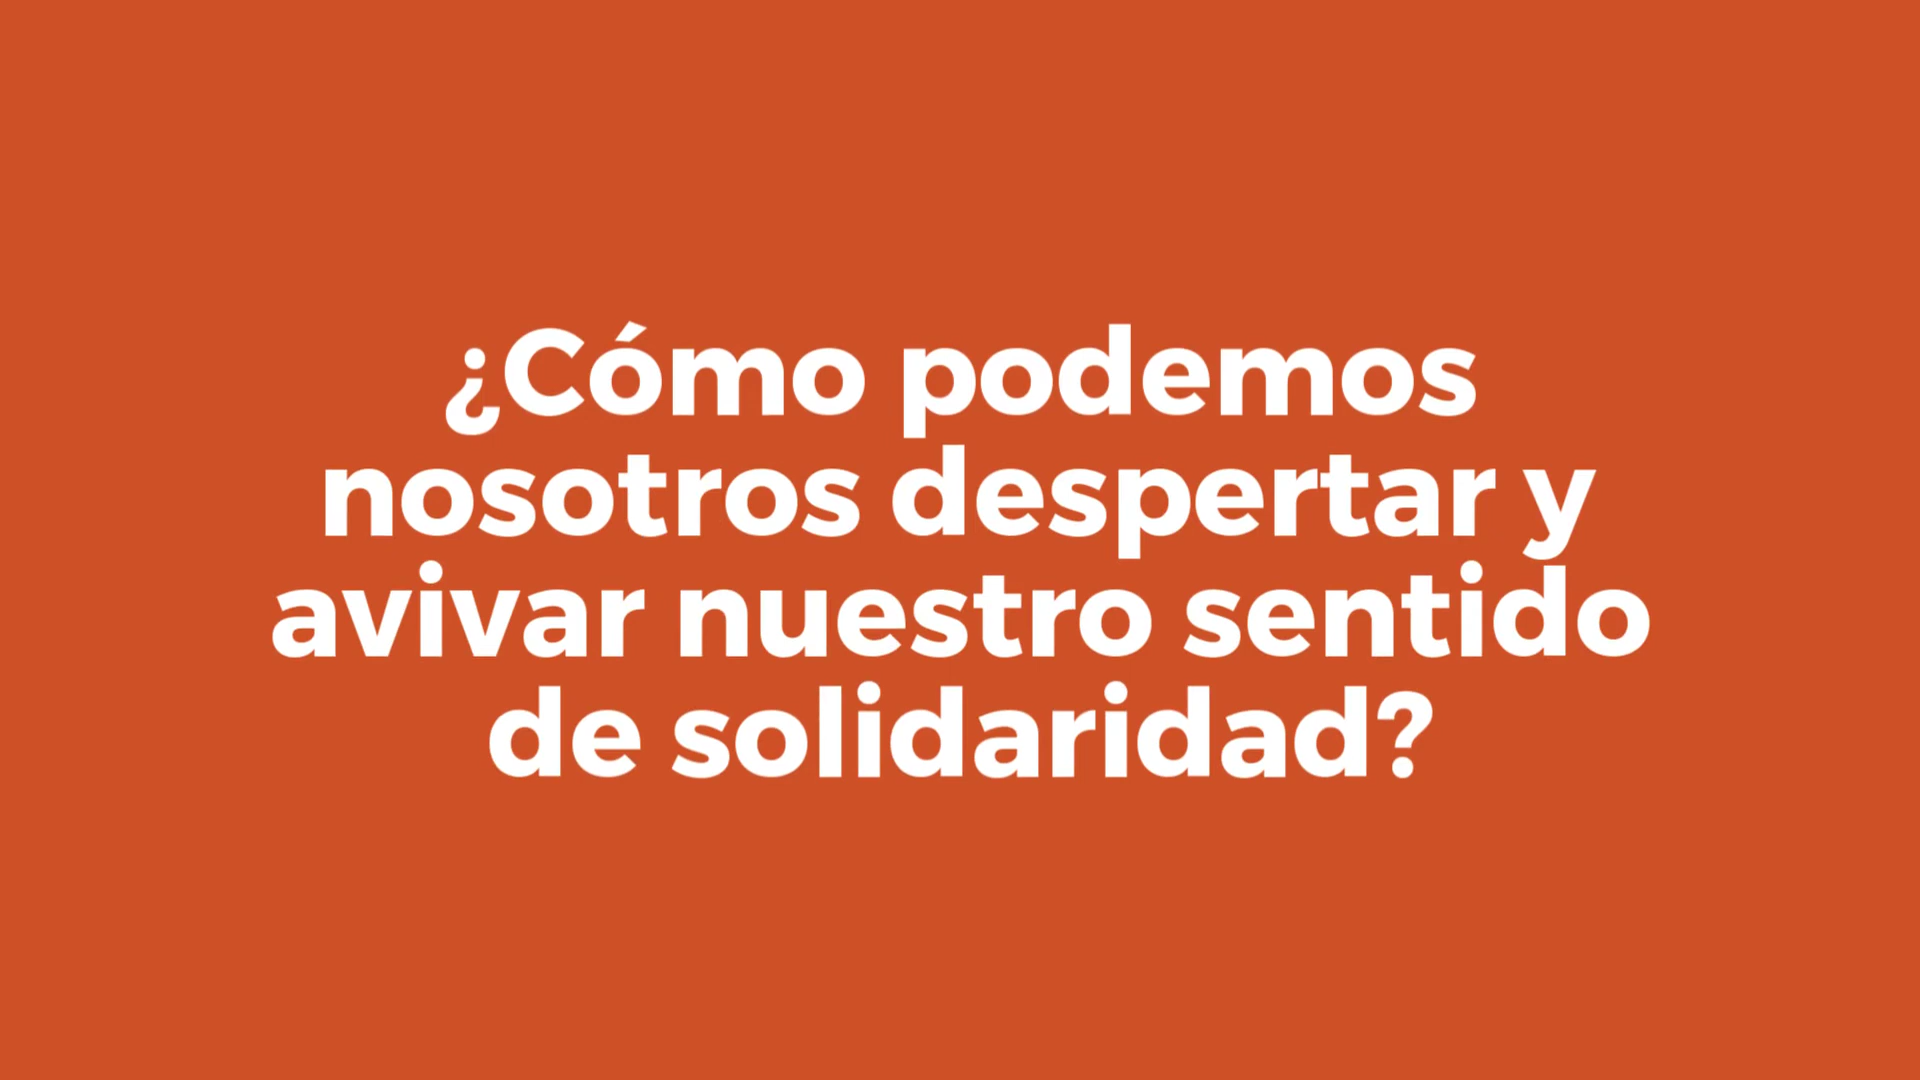 ¿Cómo podemos
nosotros despertar y
avivar nuestro sentido
de solidaridad?